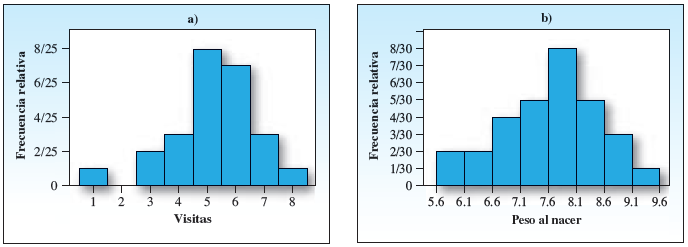 a)
Frecuencia relativa
8/25
6/25
4/25
2/25
0
1 2 3 4 5 6 7 8
Visitas
b)
Frecuencia relativa
8/30
7/30
6/30
5/30
4/30
3/30
2/30
1/30
0
5.6 6.1 6.6 7.1 7.6 8.1 8.6 9.1 9.6
Peso al nacer